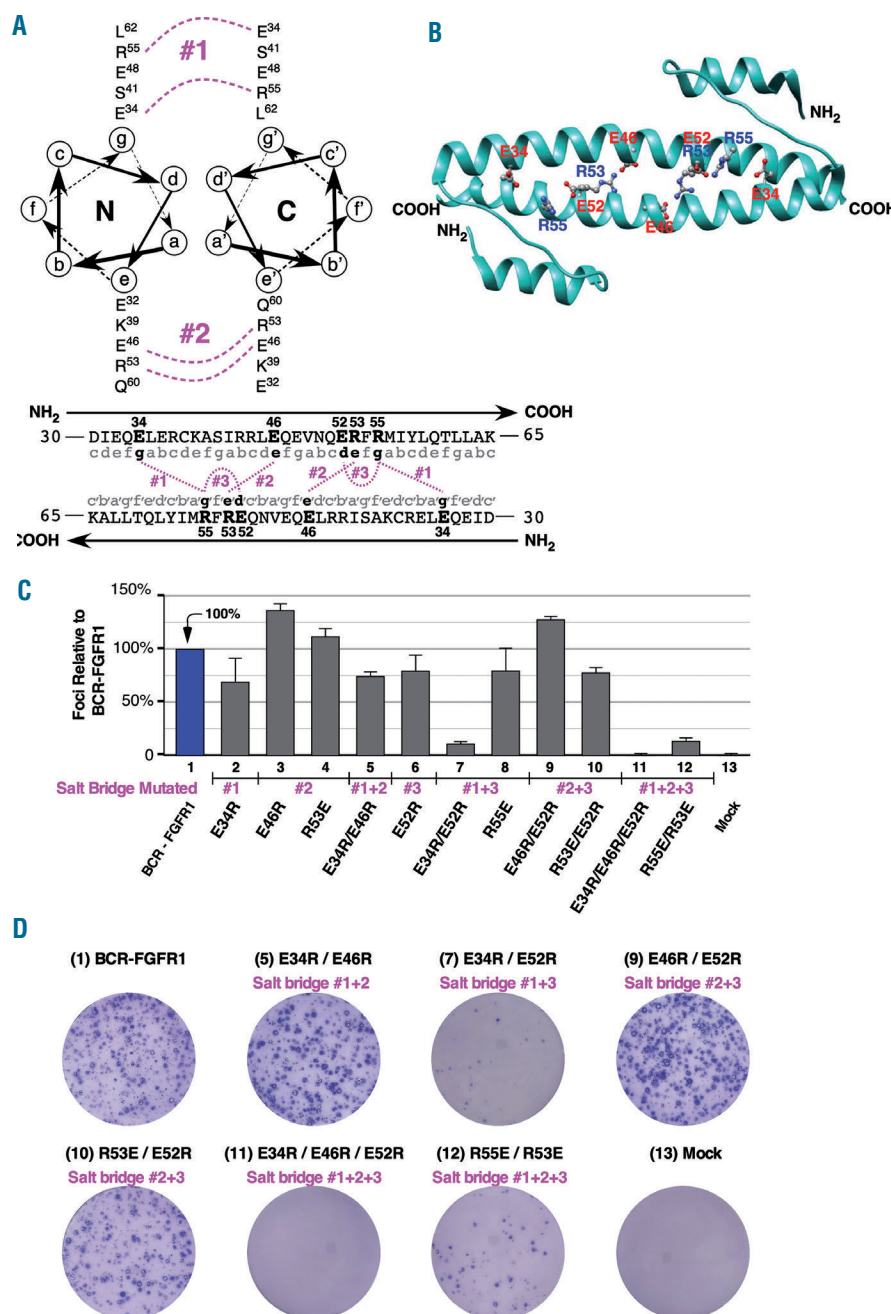 A
L62 E34
R55 #1 S41
E48 E48
S41 R55
E34 L62
g g'
c d d' c'
f N C f'
b a a' b'
e e'
E32 Q60
K39 R53
E46 #2 E46
R53 K39
Q60 E32
NH2 COOH
34 46 52 53 55
30 — DIEQELERCKASIRRLEQEVNQERFRMIYLQTLLAK — 65
cdefgabcdefgabcdefgabcdefgabcdefgabc
#1 #3 #2 #2 #3 #1
c'b'a'g'f'e'd'c'b'a'g'f'e'd'c'b'a'g'f'e'd'c'b'a'g'f'e'd'c'b'a'g'f'e'd'c'
65 KALLTQLYIMRFREQNVEQELRRISAKCRELEQEID 30
55 53 52 46 34
COOH NH2
B
NH2
E34 E46 E52 R55
R53 R53
COOH E52 E34 COOH
R55 E46
NH2
C
Foci Relative to BCR-FGFR1
150%
100%
50%
0
100%
1 2 3 4 5 6 7 8 9 10 11 12 13
Salt Bridge Mutated #1 #2 #1+2 #3 #1+3 #2+3 #1+2+3
BCR - FGFR1
E34R
E46R
R53E
E34R/E46R
E52R
E34R/E52R
R55E
E46R/E52R
R53E/E52R
E34R/E46R/E52R
R55E/R53E
Mock
D
(1) BCR-FGFR1 (5) E34R / E46R (7) E34R / E52R (9) E46R / E52R
Salt bridge #1+2 Salt bridge #1+3 Salt bridge #2+3
(10) R53E / E52R (11) E34R / E46R / E52R (12) R55E / R53E (13) Mock
Salt bridge #2+3 Salt bridge #1+2+3 Salt bridge #1+2+3